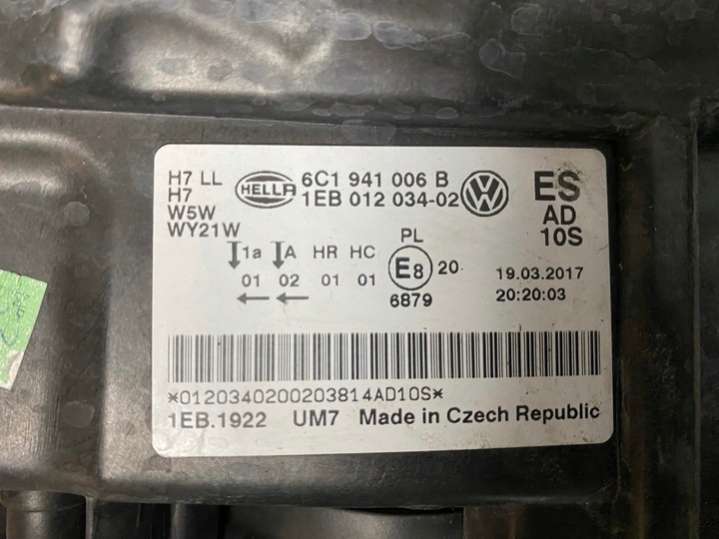 H7 LL
H7
W5W
WY21W
HELLA
6C1 941 006 B
1EB 012 034-02
VW
ES
AD
10S
1a A HR HC
01 02 01 01
PL
E8 20
6879
19.03.2017
20:20:03
*0120340200203814AD10S*
1EB.1922 UM7 Made in Czech Republic